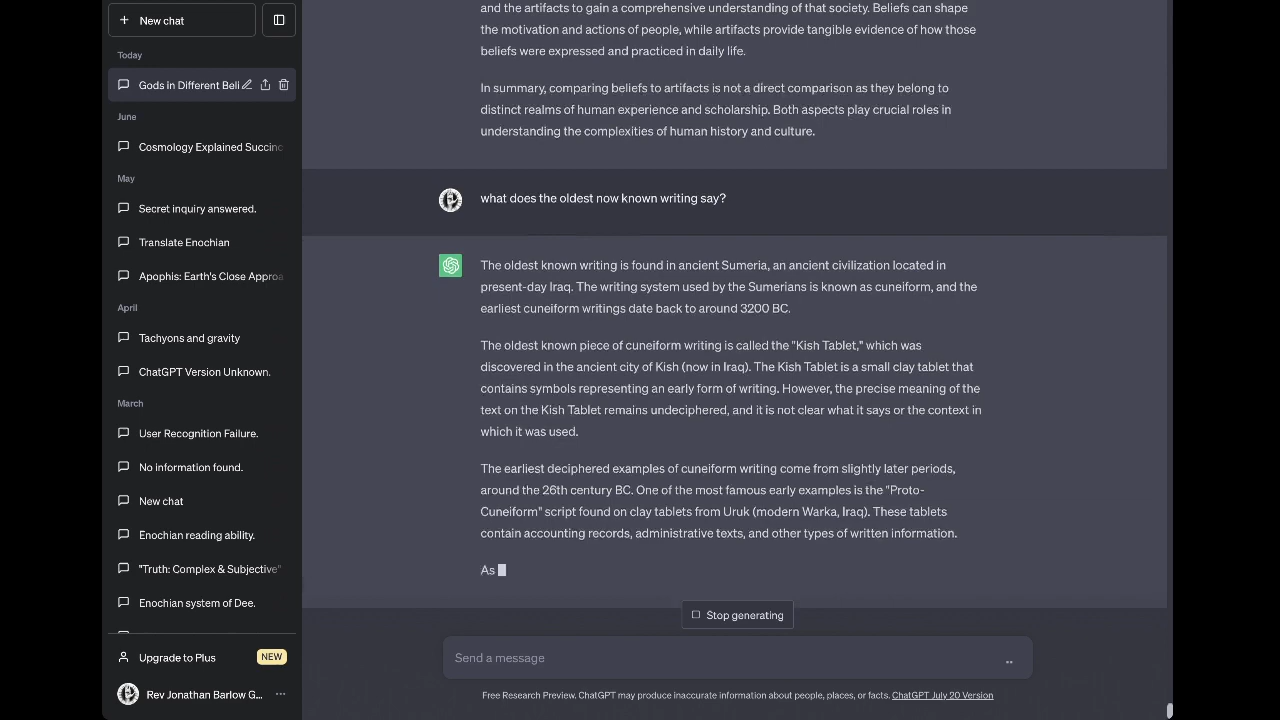 New chat
Today
Gods in Different Beli
June
Cosmology Explained Succinc
May
Secret inquiry answered.
Translate Enochian
Apophis: Earth's Close Approa
April
Tachyons and gravity
ChatGPT Version Unknown.
March
User Recognition Failure.
No information found.
New chat
Enochian reading ability.
"Truth: Complex & Subjective"
Enochian system of Dee.
Upgrade to Plus NEW
Rev Jonathan Barlow G...
and the artifacts to gain a comprehensive understanding of that society. Beliefs can shape
the motivation and actions of people, while artifacts provide tangible evidence of how those
beliefs were expressed and practiced in daily life.
In summary, comparing beliefs to artifacts is not a direct comparison as they belong to
distinct realms of human experience and scholarship. Both aspects play crucial roles in
understanding the complexities of human history and culture.
what does the oldest now known writing say?
The oldest known writing is found in ancient Sumeria, an ancient civilization located in
present-day Iraq. The writing system used by the Sumerians is known as cuneiform, and the
earliest cuneiform writings date back to around 3200 BC.
The oldest known piece of cuneiform writing is called the "Kish Tablet," which was
discovered in the ancient city of Kish (now in Iraq). The Kish Tablet is a small clay tablet that
contains symbols representing an early form of writing. However, the precise meaning of the
text on the Kish Tablet remains undeciphered, and it is not clear what it says or the context in
which it was used.
The earliest deciphered examples of cuneiform writing come from slightly later periods,
around the 26th century BC. One of the most famous early examples is the "Proto-
Cuneiform" script found on clay tablets from Uruk (modern Warka, Iraq). These tablets
contain accounting records, administrative texts, and other types of written information.
As
Stop generating
Send a message
Free Research Preview. ChatGPT may produce inaccurate information about people, places, or facts. ChatGPT July 20 Version